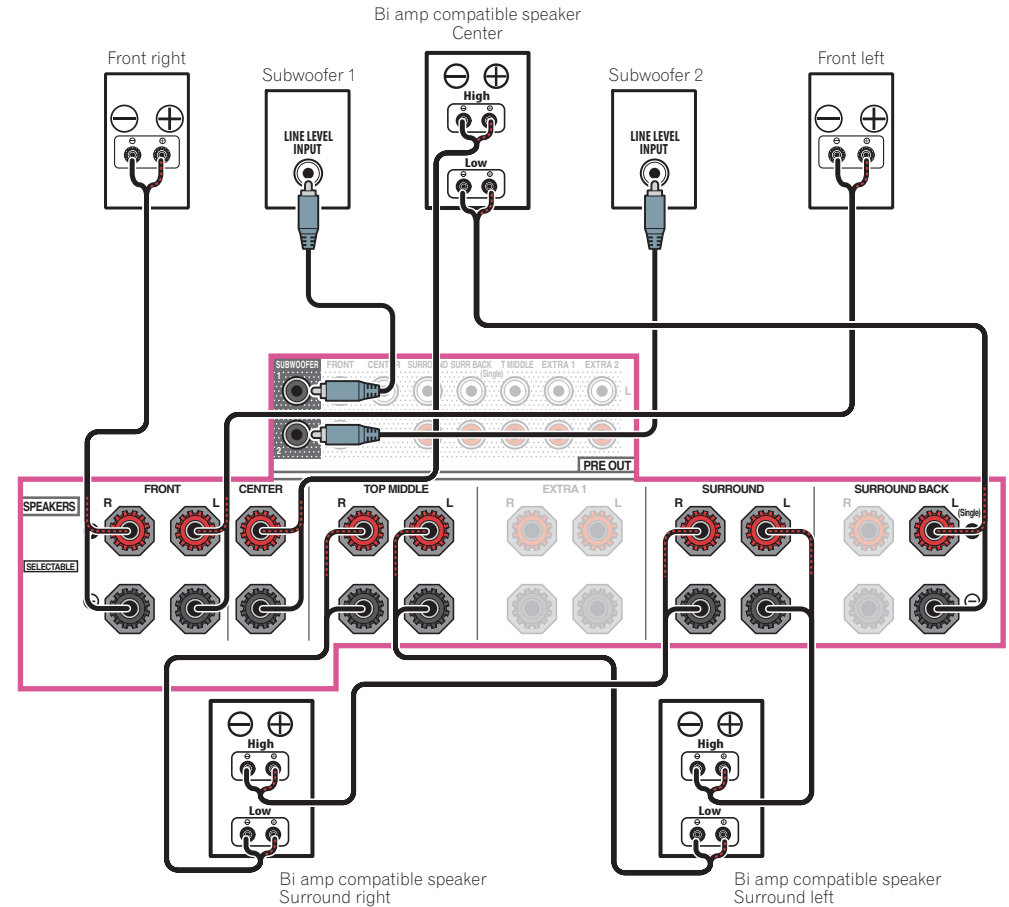 Bi amp compatible speaker
Center
Front right
Subwoofer 1
Subwoofer 2
Front left
High
Low
LINE LEVEL
INPUT
LINE LEVEL
INPUT
SUBWOOFER
1
2
FRONT
CENTER
SURROUND
SURR BACK
(Single)
T MIDDLE
EXTRA 1
EXTRA 2
L
PRE OUT
SPEAKERS
SELECTABLE
FRONT
R
L
CENTER
TOP MIDDLE
R
L
EXTRA 1
R
L
SURROUND
R
L
SURROUND BACK
R
L
(Single)
High
Low
High
Low
Bi amp compatible speaker
Surround right
Bi amp compatible speaker
Surround left